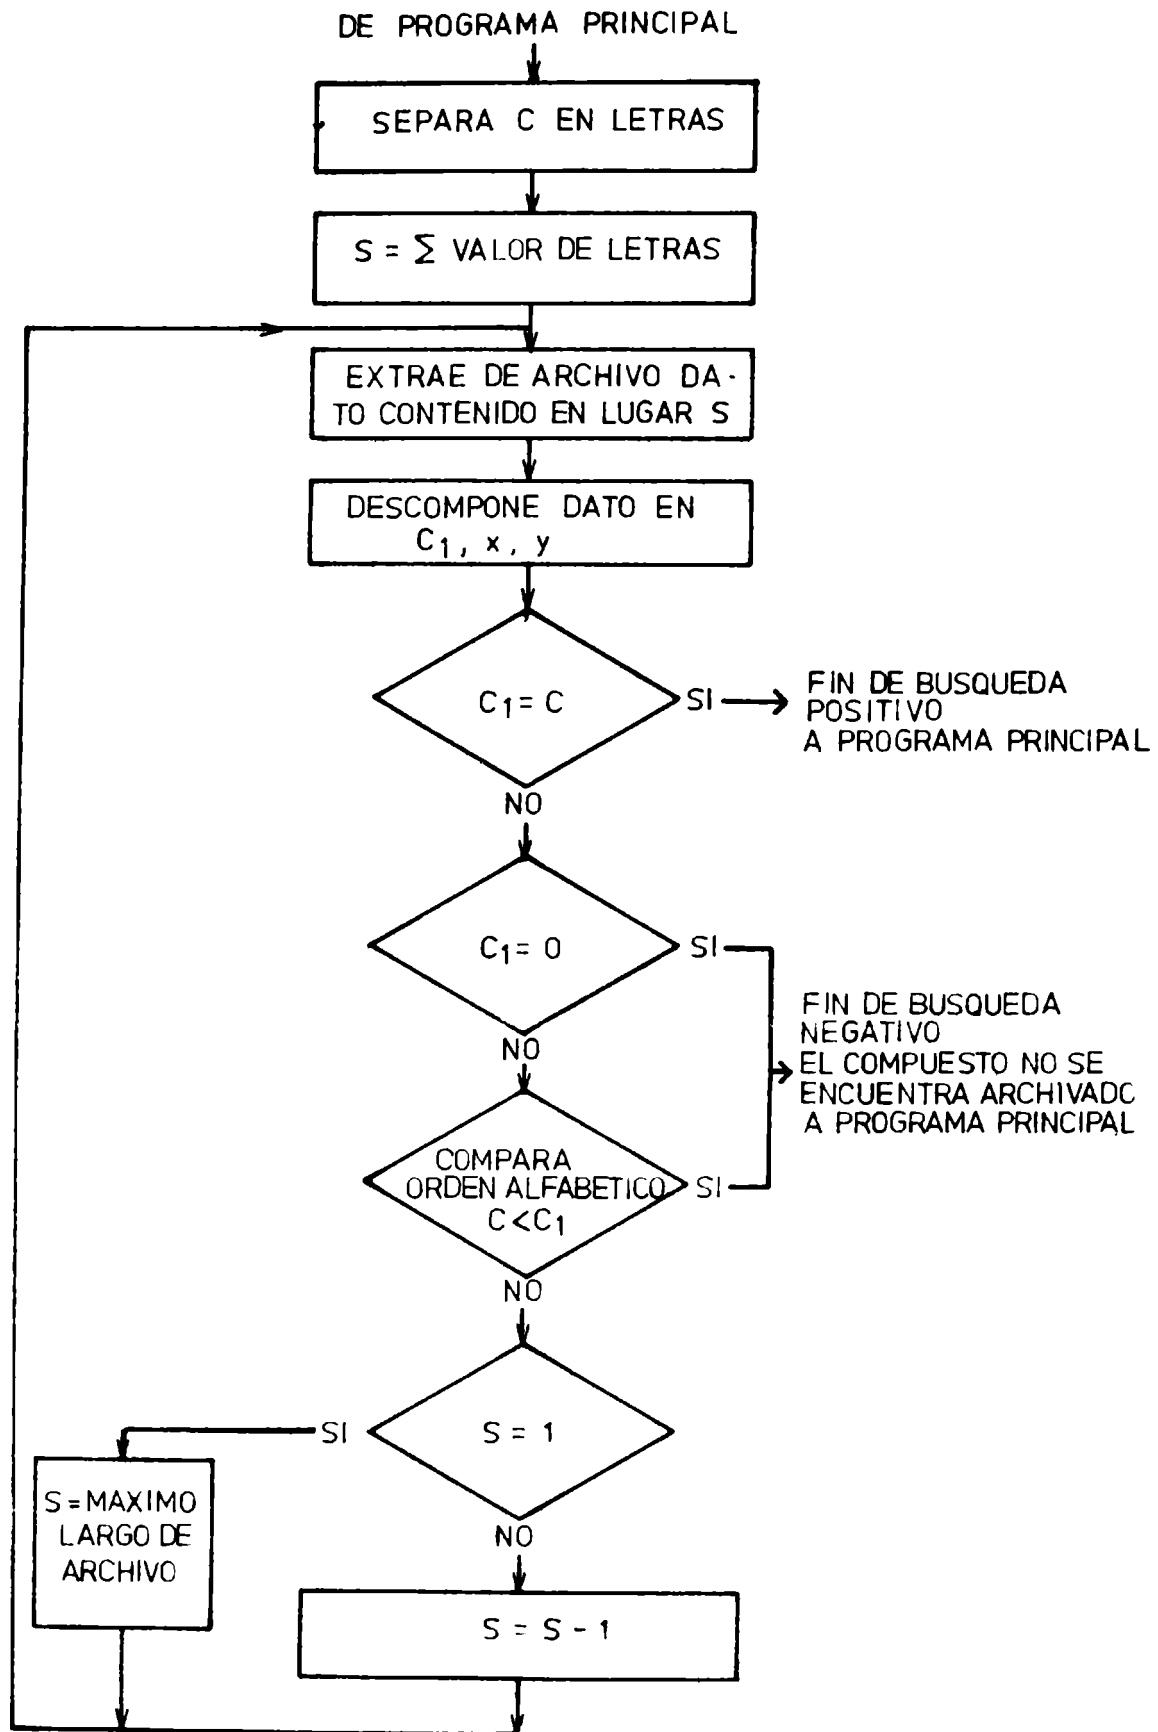 DE PROGRAMA PRINCIPAL
SEPARA C EN LETRAS
S = Σ VALOR DE LETRAS
EXTRAE DE ARCHIVO DA-
TO CONTENIDO EN LUGAR S
DESCOMPONE DATO EN
C1, x, y
C1 = C
SI
FIN DE BUSQUEDA
POSITIVO
A PROGRAMA PRINCIPAL
NO
C1 = 0
SI
NO
FIN DE BUSQUEDA
NEGATIVO
EL COMPUESTO NO SE
ENCUENTRA ARCHIVADO
A PROGRAMA PRINCIPAL
COMPARA
ORDEN ALFABETICO
C < C1
SI
NO
S = 1
SI
NO
S = MAXIMO
LARGO DE
ARCHIVO
S = S - 1